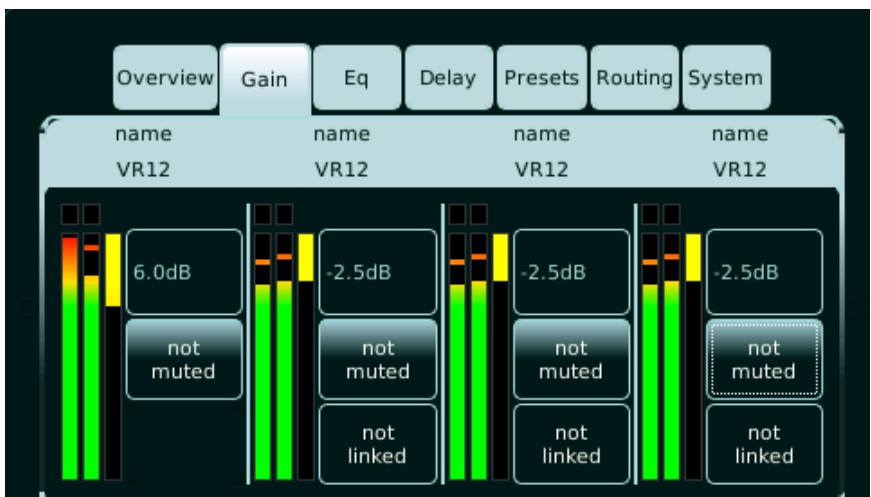 Overview Gain Eq Delay Presets Routing System
name name name name
VR12 VR12 VR12 VR12
6.0dB -2.5dB -2.5dB -2.5dB
not not not not
muted muted muted muted
not not not
linked linked linked